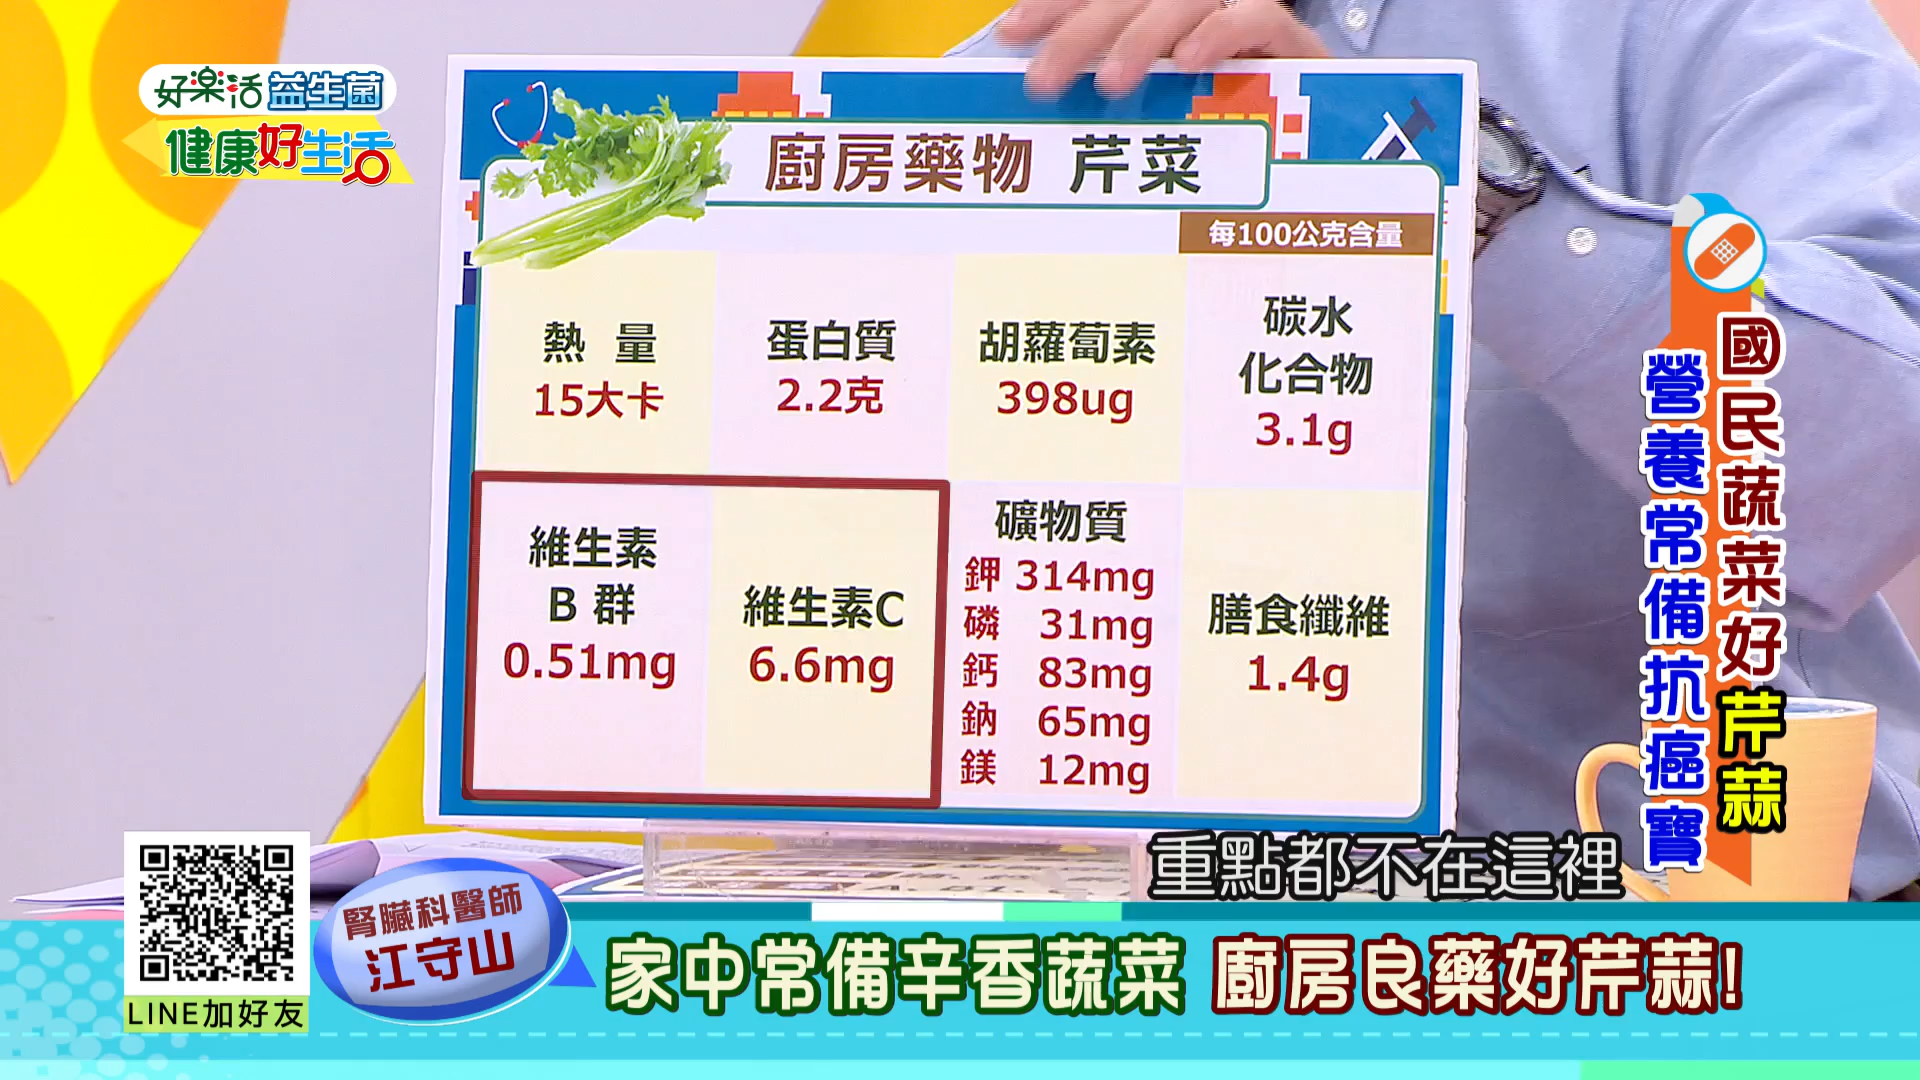 好樂活益生菌
健康好生活
廚房藥物 芹菜
每100公克含量
熱 量
15大卡
蛋白質
2.2克
胡蘿蔔素
398ug
碳水
化合物
3.1g
維生素
B 群
0.51mg
維生素C
6.6mg
礦物質
鉀 314mg
磷 31mg
鈣 83mg
鈉 65mg
鎂 12mg
膳食纖維
1.4g
國民蔬菜好芹蒜
營養常備抗癌寶
重點都不在這裡
LINE加好友
腎臟科醫師
江守山
家中常備辛香蔬菜 廚房良藥好芹蒜!